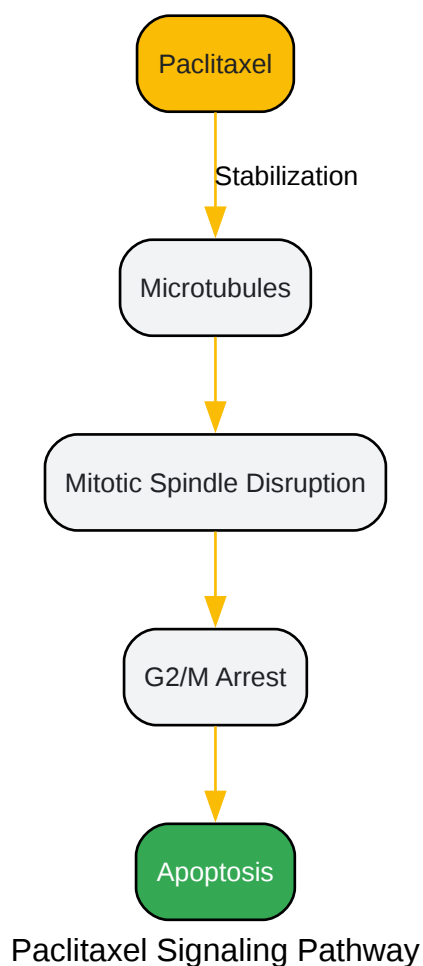 Paclitaxel
Stabilization
Microtubules
Mitotic Spindle Disruption
G2/M Arrest
Apoptosis
Paclitaxel Signaling Pathway